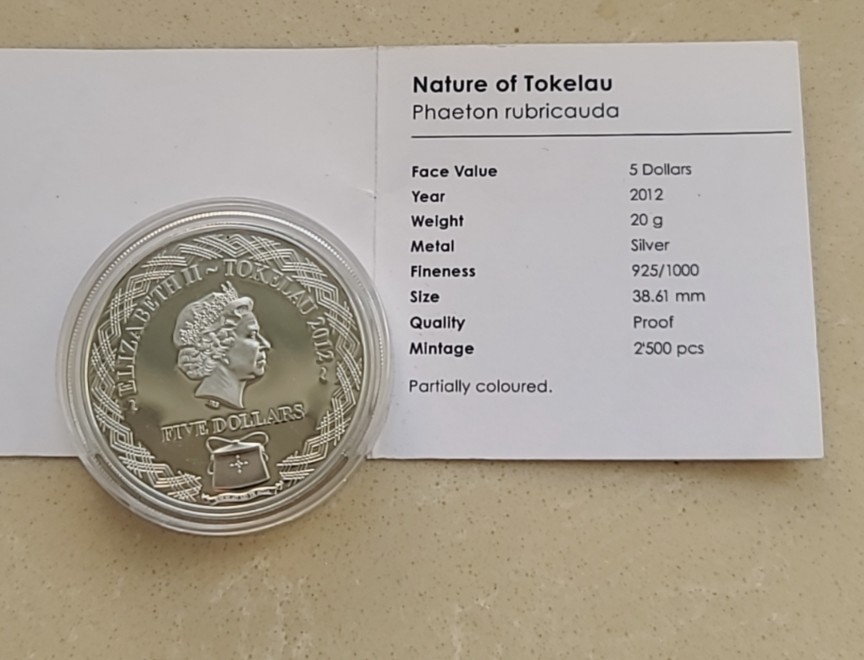 Nature of Tokelau
Phaeton rubricauda
Face Value 5 Dollars
Year 2012
Weight 20 g
Metal Silver
Fineness 925/1000
Size 38.61 mm
Quality Proof
Mintage 2'500 pcs
Partially coloured.
ELIZABETH II ~ TOKELAU 2012
FIVE DOLLARS